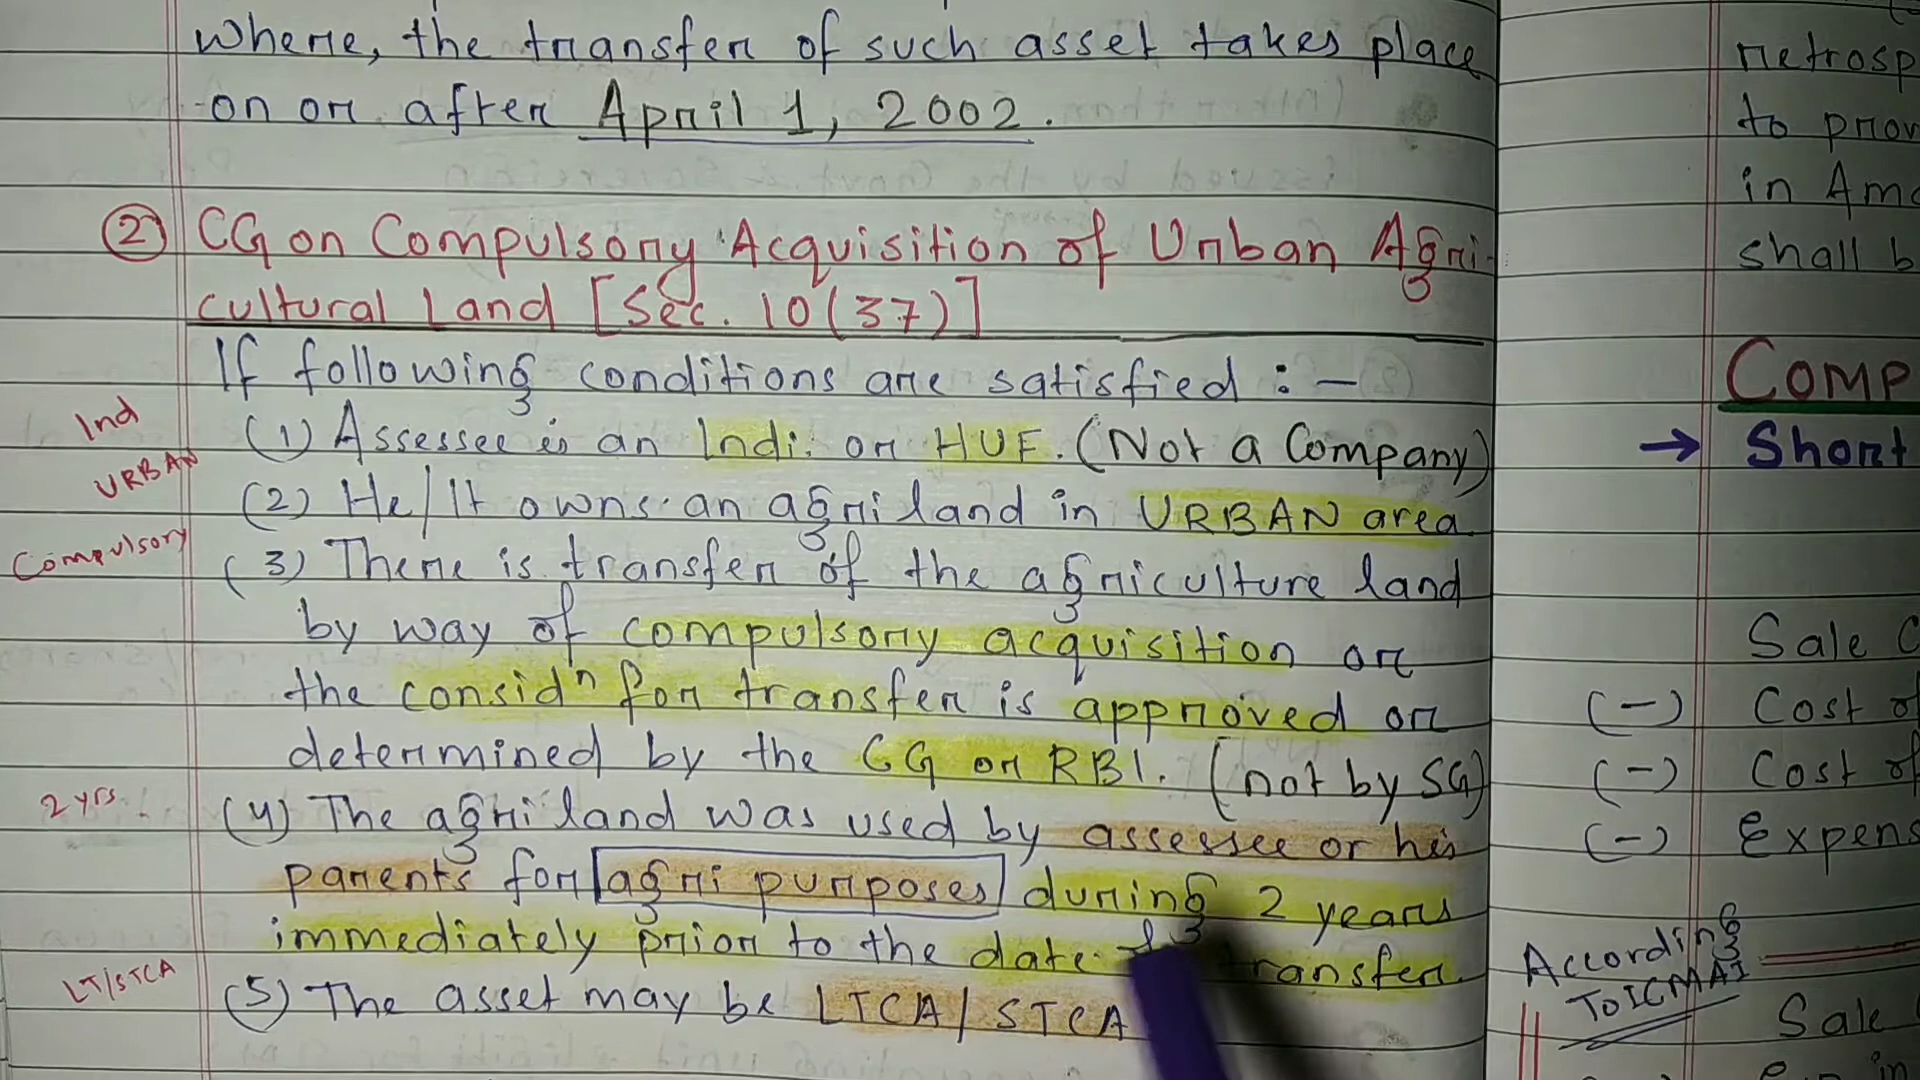 where, the transfer of such asset takes place
on or after April 1, 2002.
② CG on Compulsory Acquisition of Urban Agri-
cultural Land [Sec. 10(37)]
If following conditions are satisfied :-
Ind
(1) Assessee is an Indi. or HUF. (Not a Company)
URBAN
(2) He/It owns an agri land in URBAN area
Compulsory
(3) There is transfer of the agriculture land
by way of compulsory acquisition or
the considⁿ for transfer is approved or
determined by the CG or RBI. (not by SG)
2 yrs.
(4) The agri land was used by assessee or his
parents for agri purposes during 2 years
immediately prior to the date transfer.
LT/STCA
(5) The asset may be LTCA/STCA
retrosp
to prov
in Am
shall b
COMP
→ Short
Sale C
(-) Cost of
(-) Cost of
(-) Expens
According
To ICMAI
Sale